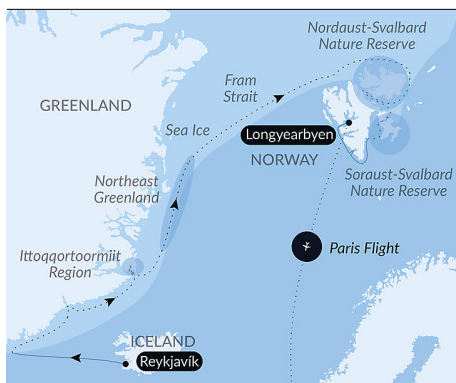 Nordaust-Svalbard
Nature Reserve
Fram
Strait
GREENLAND
Sea Ice
Longyearbyen
NORWAY
Soraust-Svalbard
Nature Reserve
Northeast
Greenland
Ittoqqortoormiit
Region
Paris Flight
ICELAND
Reykjavík